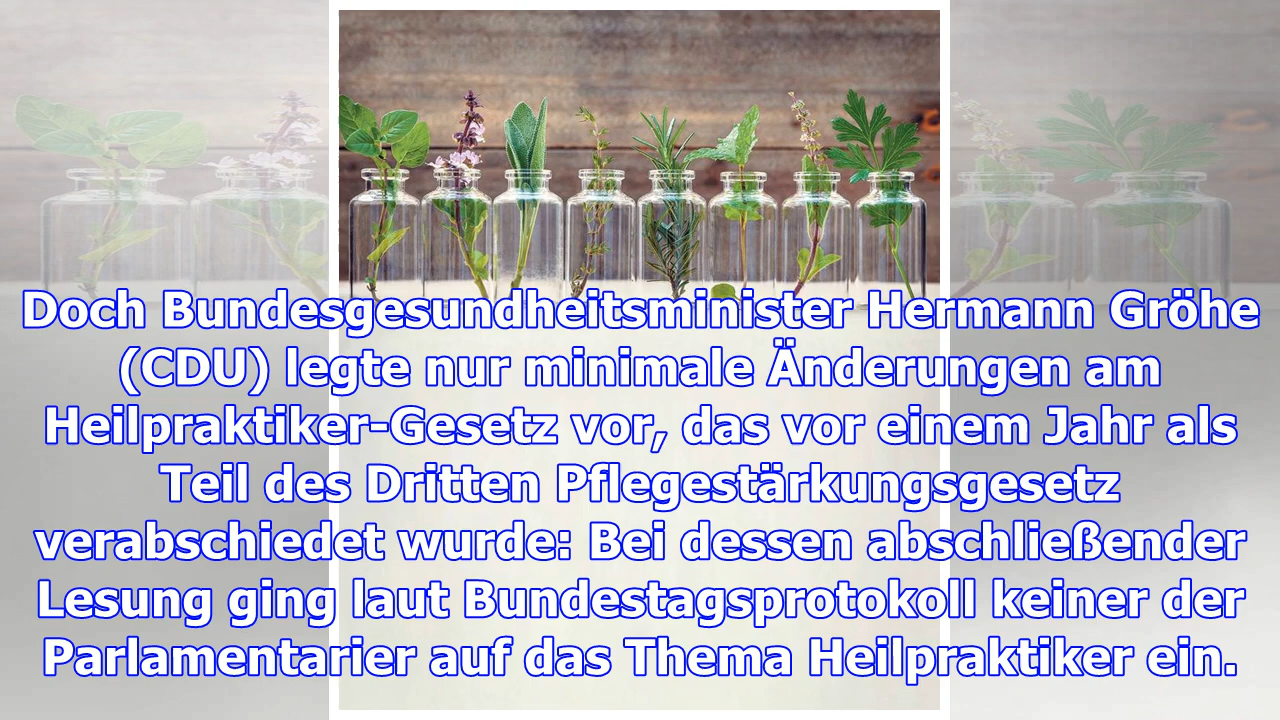 Doch Bundesgesundheitsminister Hermann Gröhe
(CDU) legte nur minimale Änderungen am
Heilpraktiker-Gesetz vor, das vor einem Jahr als
Teil des Dritten Pflegestärkungsgesetz
verabschiedet wurde: Bei dessen abschließender
Lesung ging laut Bundestagsprotokoll keiner der
Parlamentarier auf das Thema Heilpraktiker ein.